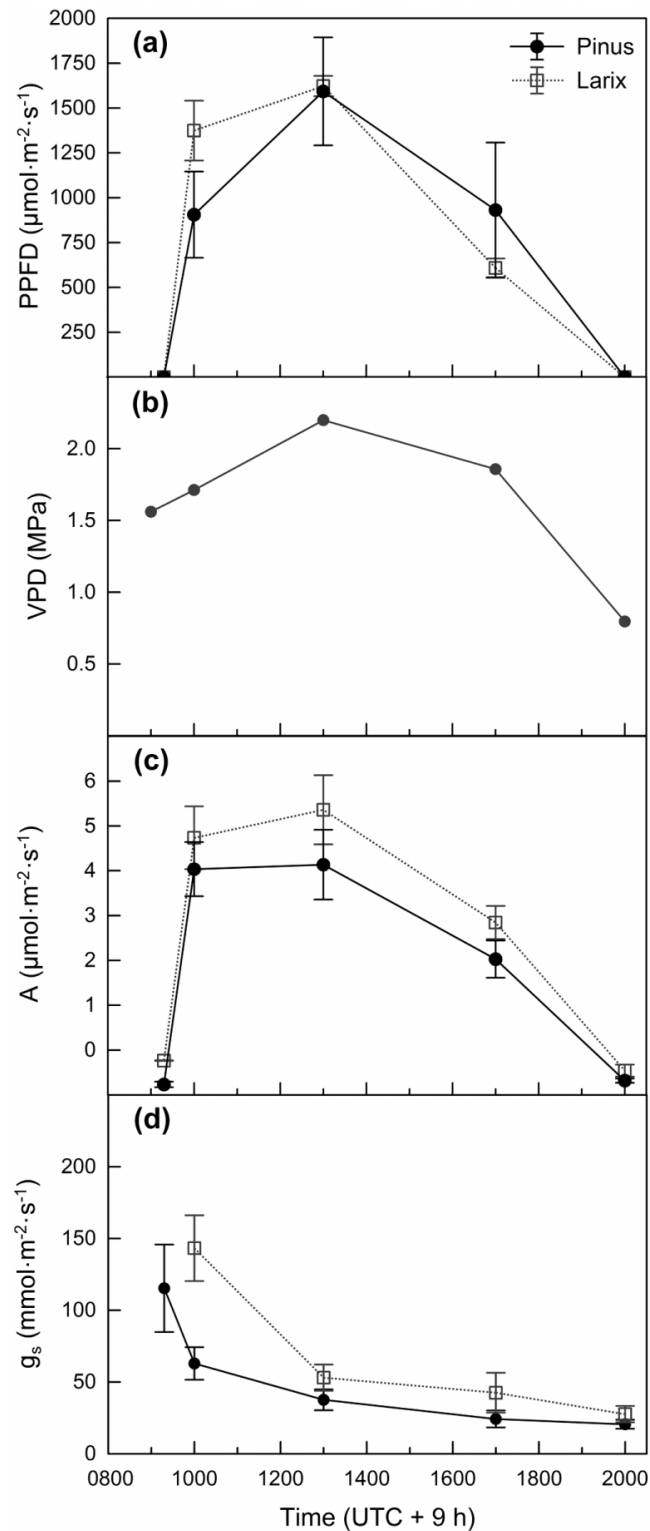 (a)
Pinus
Larix
2000
1750
1500
1250
1000
750
500
250
PPFD (µmol·m⁻²·s⁻¹)
(b)
2.0
1.5
1.0
0.5
VPD (MPa)
(c)
6
5
4
3
2
1
0
A (µmol·m⁻²·s⁻¹)
(d)
200
150
100
50
0
gₛ (mmol·m⁻²·s⁻¹)
0800 1000 1200 1400 1600 1800 2000
Time (UTC + 9 h)